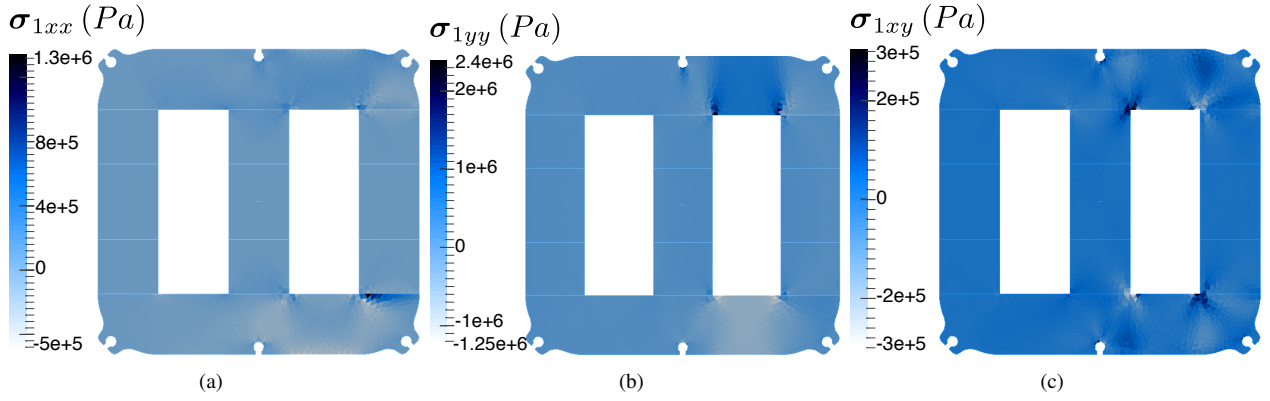 σ1xx (Pa)
1.3e+6
8e+5
4e+5
0
-5e+5
(a)
σ1yy (Pa)
2.4e+6
2e+6
1e+6
0
-1e+6
-1.25e+6
(b)
σ1xy (Pa)
3e+5
2e+5
0
-2e+5
-3e+5
(c)